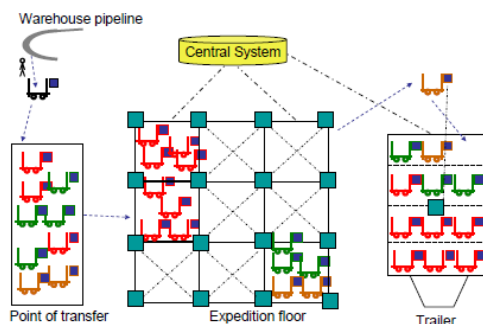 Warehouse pipeline
Central System
Point of transfer
Expedition floor
Trailer